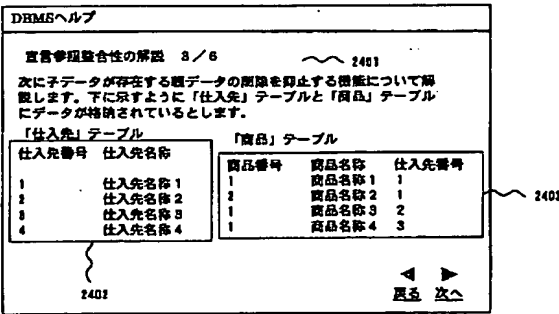 DBMSヘルプ
宣言参照整合性の解説 3/6
2401
次に子データが存在する親データの削除を抑止する機能について解
説します。下に示すように「仕入先」テーブルと「商品」テーブル
にデータが格納されているとします。
「仕入先」テーブル
仕入先番号 仕入先名称
1 仕入先名称1
2 仕入先名称2
3 仕入先名称3
4 仕入先名称4
2402
「商品」テーブル
商品番号 商品名称 仕入先番号
1 商品名称1 1
2 商品名称2 1
1 商品名称3 2
1 商品名称4 3
2403
戻る 次へ